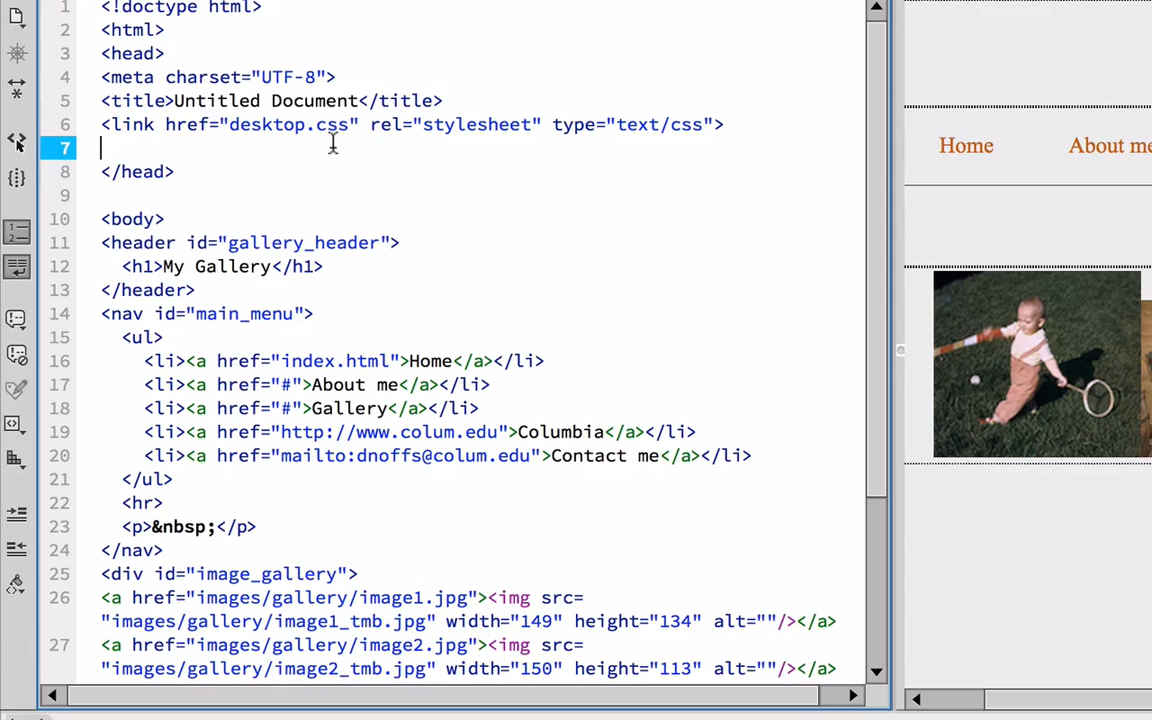 1 <!doctype html>
2 <html>
3 <head>
4 <meta charset="UTF-8">
5 <title>Untitled Document</title>
6 <link href="desktop.css" rel="stylesheet" type="text/css">
7
8 </head>
9
10 <body>
11 <header id="gallery_header">
12 <h1>My Gallery</h1>
13 </header>
14 <nav id="main_menu">
15 <ul>
16 <li><a href="index.html">Home</a></li>
17 <li><a href="#">About me</a></li>
18 <li><a href="#">Gallery</a></li>
19 <li><a href="http://www.colum.edu">Columbia</a></li>
20 <li><a href="mailto:dnoffs@colum.edu">Contact me</a></li>
21 </ul>
22 <hr>
23 <p>&nbsp;</p>
24 </nav>
25 <div id="image_gallery">
26 <a href="images/gallery/image1.jpg"><img src=
"images/gallery/image1_tmb.jpg" width="149" height="134" alt=""/></a>
27 <a href="images/gallery/image2.jpg"><img src=
"images/gallery/image2_tmb.jpg" width="150" height="113" alt=""/></a>
Home About me